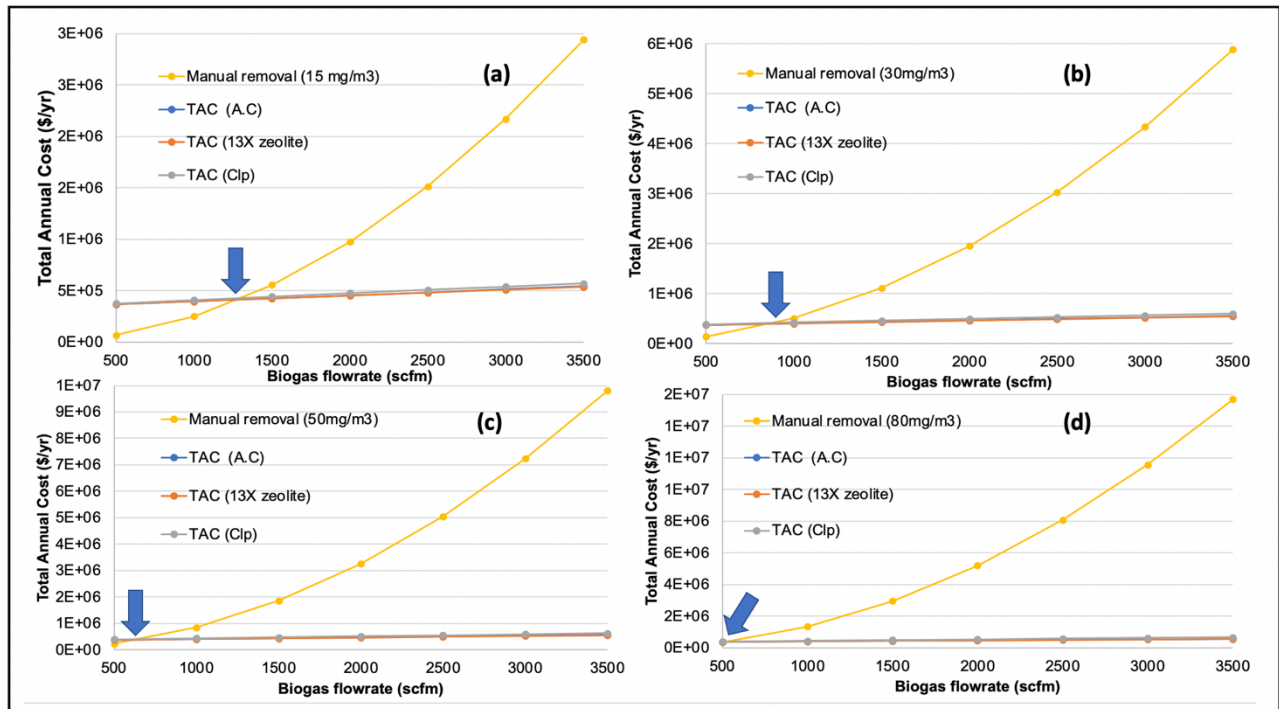 3E+06
3E+06
2E+06
2E+06
1E+06
5E+05
0E+00
Total Annual Cost ($/yr)
Manual removal (15 mg/m3)
TAC (A.C)
TAC (13X zeolite)
TAC (Clp)
(a)
500 1000 1500 2000 2500 3000 3500
Biogas flowrate (scfm)
6E+06
5E+06
4E+06
3E+06
2E+06
1E+06
0E+00
Total Annual Cost ($/yr)
Manual removal (30mg/m3)
TAC (A.C)
TAC (13X zeolite)
TAC (Clp)
(b)
500 1000 1500 2000 2500 3000 3500
Biogas flowrate (scfm)
1E+07
9E+06
8E+06
7E+06
6E+06
5E+06
4E+06
3E+06
2E+06
1E+06
0E+00
Total Annual Cost ($/yr)
Manual removal (50mg/m3)
TAC (A.C)
TAC (13X zeolite)
TAC (Clp)
(c)
500 1000 1500 2000 2500 3000 3500
Biogas flowrate (scfm)
2E+07
1E+07
1E+07
1E+07
8E+06
6E+06
4E+06
2E+06
0E+00
Total Annual Cost ($/yr)
Manual removal (80mg/m3)
TAC (A.C)
TAC (13X zeolite)
TAC (Clp)
(d)
500 1000 1500 2000 2500 3000 3500
Biogas flowrate (scfm)